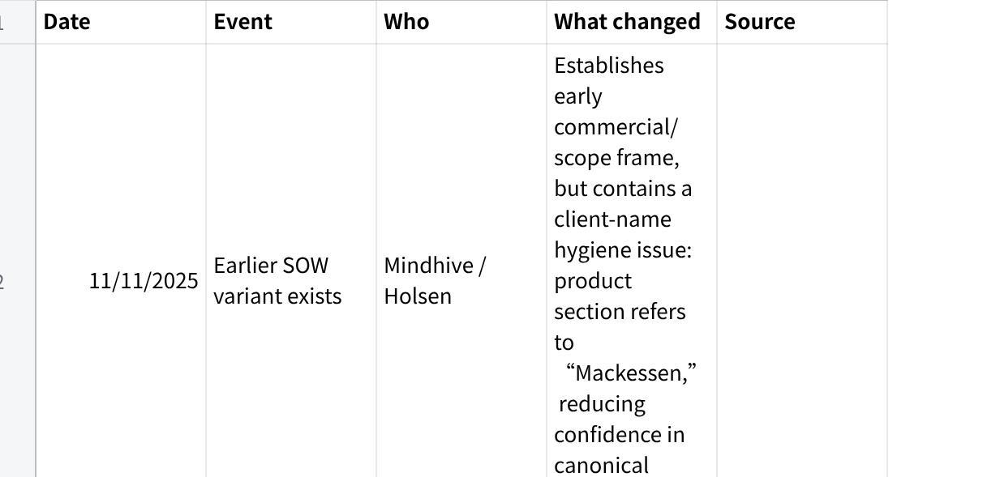 Date
Event
Who
What changed
Source
11/11/2025
Earlier SOW
variant exists
Mindhive /
Holsen
Establishes
early
commercial/
scope frame,
but contains a
client-name
hygiene issue:
product
section refers
to
“Mackessen,”
reducing
confidence in
canonical